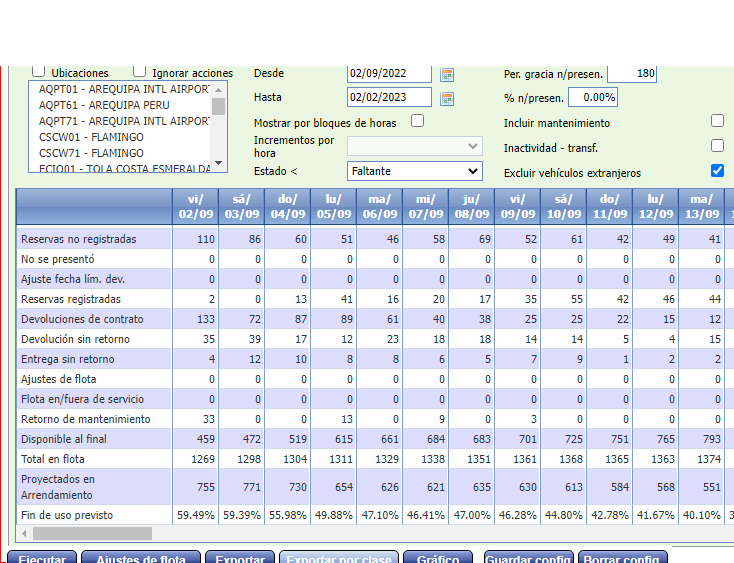 Ubicaciones Ignorar acciones Desde 02/09/2022 Per. gracia n/presen. 180
AQPT01 - AREQUIPA INTL AIRPORT
AQPT61 - AREQUIPA PERU
AQPT71 - AREQUIPA INTL AIRPORT
CSCW01 - FLAMINGO
CSCW71 - FLAMINGO
ECIO01 - TOLA COSTA ESMERALDA
Hasta 02/02/2023 % n/presen. 0.00%
Mostrar por bloques de horas Incluir mantenimiento
Incrementos por
hora
Inactividad - transf.
Estado < Faltante Excluir vehículos extranjeros
vi/ sá/ do/ lu/ ma/ mi/ ju/ vi/ sá/ do/ lu/ ma/
02/09 03/09 04/09 05/09 06/09 07/09 08/09 09/09 10/09 11/09 12/09 13/09 1
Reservas no registradas 110 86 60 51 46 58 69 52 61 42 49 41
No se presentó 0 0 0 0 0 0 0 0 0 0 0 0
Ajuste fecha lím. dev. 0 0 0 0 0 0 0 0 0 0 0 0
Reservas registradas 2 0 13 41 16 20 17 35 55 42 46 44
Devoluciones de contrato 133 72 87 89 61 40 38 25 25 22 15 12
Devolución sin retorno 35 39 17 12 23 18 18 14 14 5 4 15
Entrega sin retorno 4 12 10 8 8 6 5 7 9 1 2 2
Ajustes de flota 0 0 0 0 0 0 0 0 0 0 0 0
Flota en/fuera de servicio 0 0 0 0 0 0 0 0 0 0 0 0
Retorno de mantenimiento 33 0 0 13 0 9 0 3 0 0 0 0
Disponible al final 459 472 519 615 661 684 683 701 725 751 765 793
Total en flota 1269 1298 1304 1311 1329 1338 1351 1361 1368 1365 1363 1374
Proyectados en
Arrendamiento 755 771 730 654 626 621 635 630 613 584 568 551
Fin de uso previsto 59.49% 59.39% 55.98% 49.88% 47.10% 46.41% 47.00% 46.28% 44.80% 42.78% 41.67% 40.10% 3
Ejecutar Ajustes de flota Exportar Exportar por clase Gráfico Guardar config Borrar config